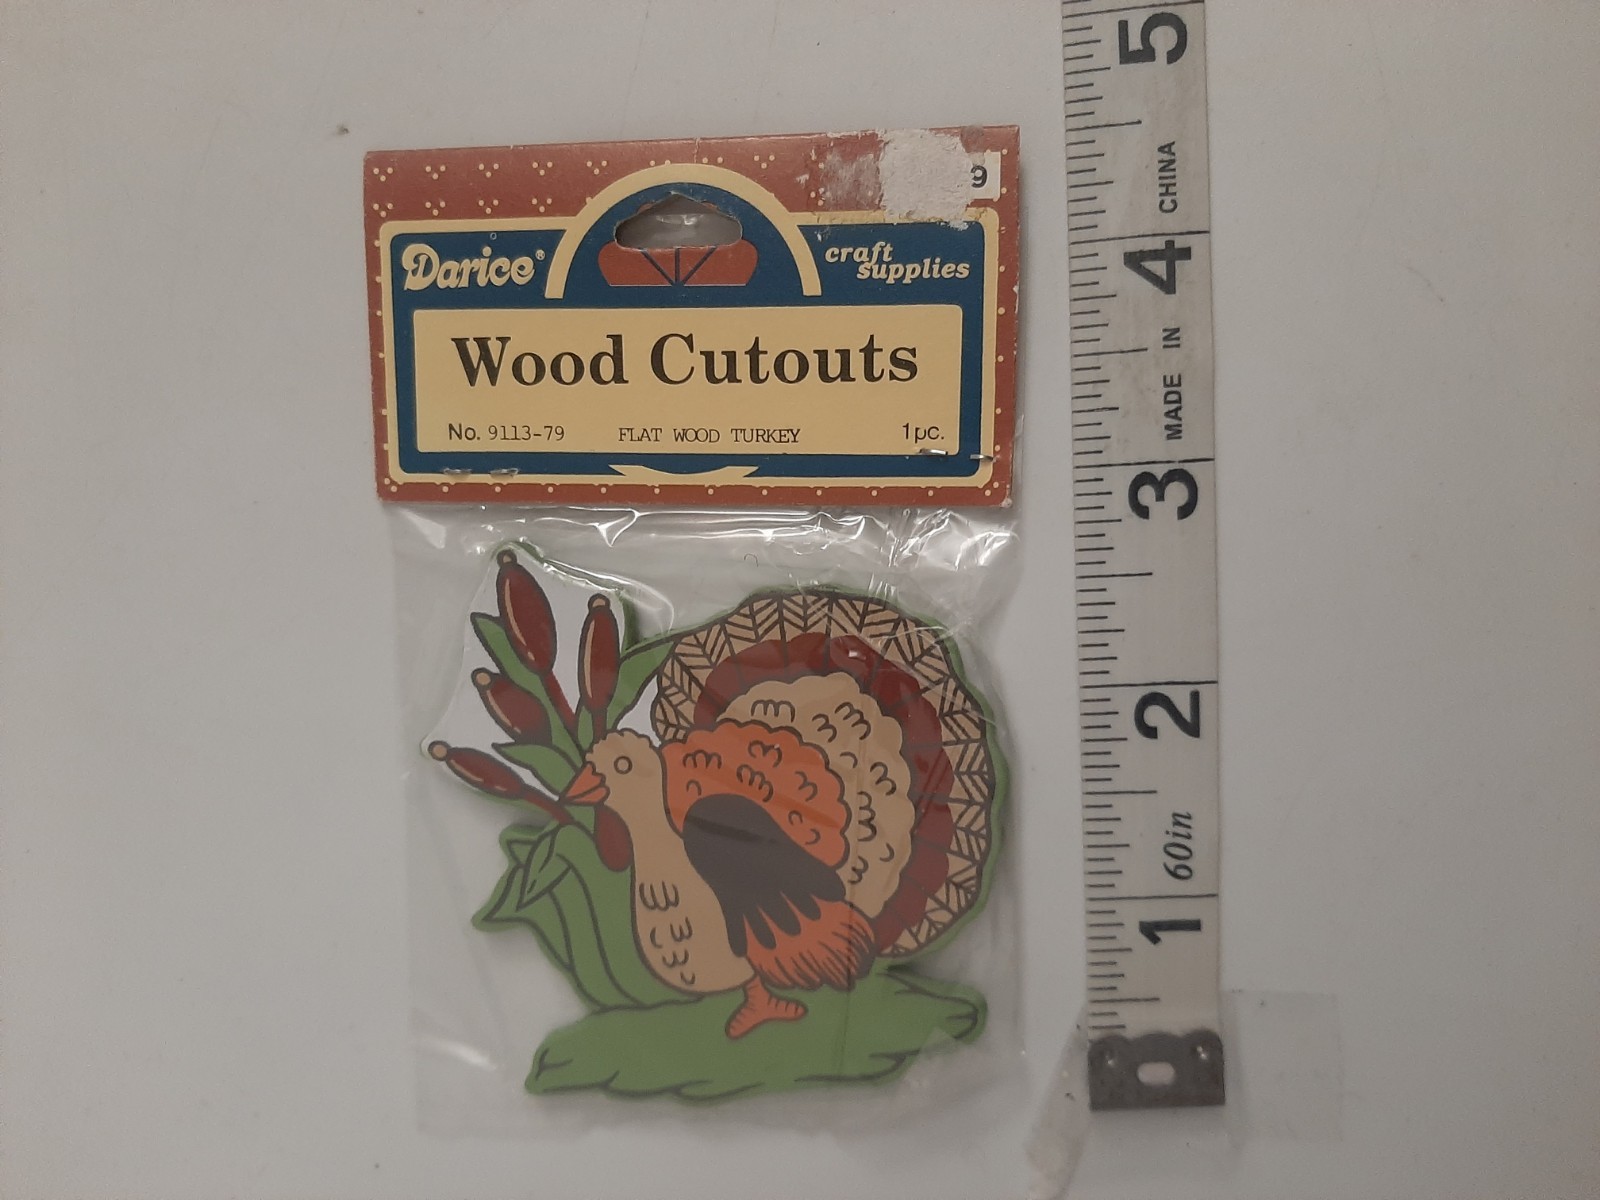 9
Darice®
craft
supplies
Wood Cutouts
No. 9113-79 FLAT WOOD TURKEY 1pc.
5
MADE IN CHINA
4
3
2
60in
1